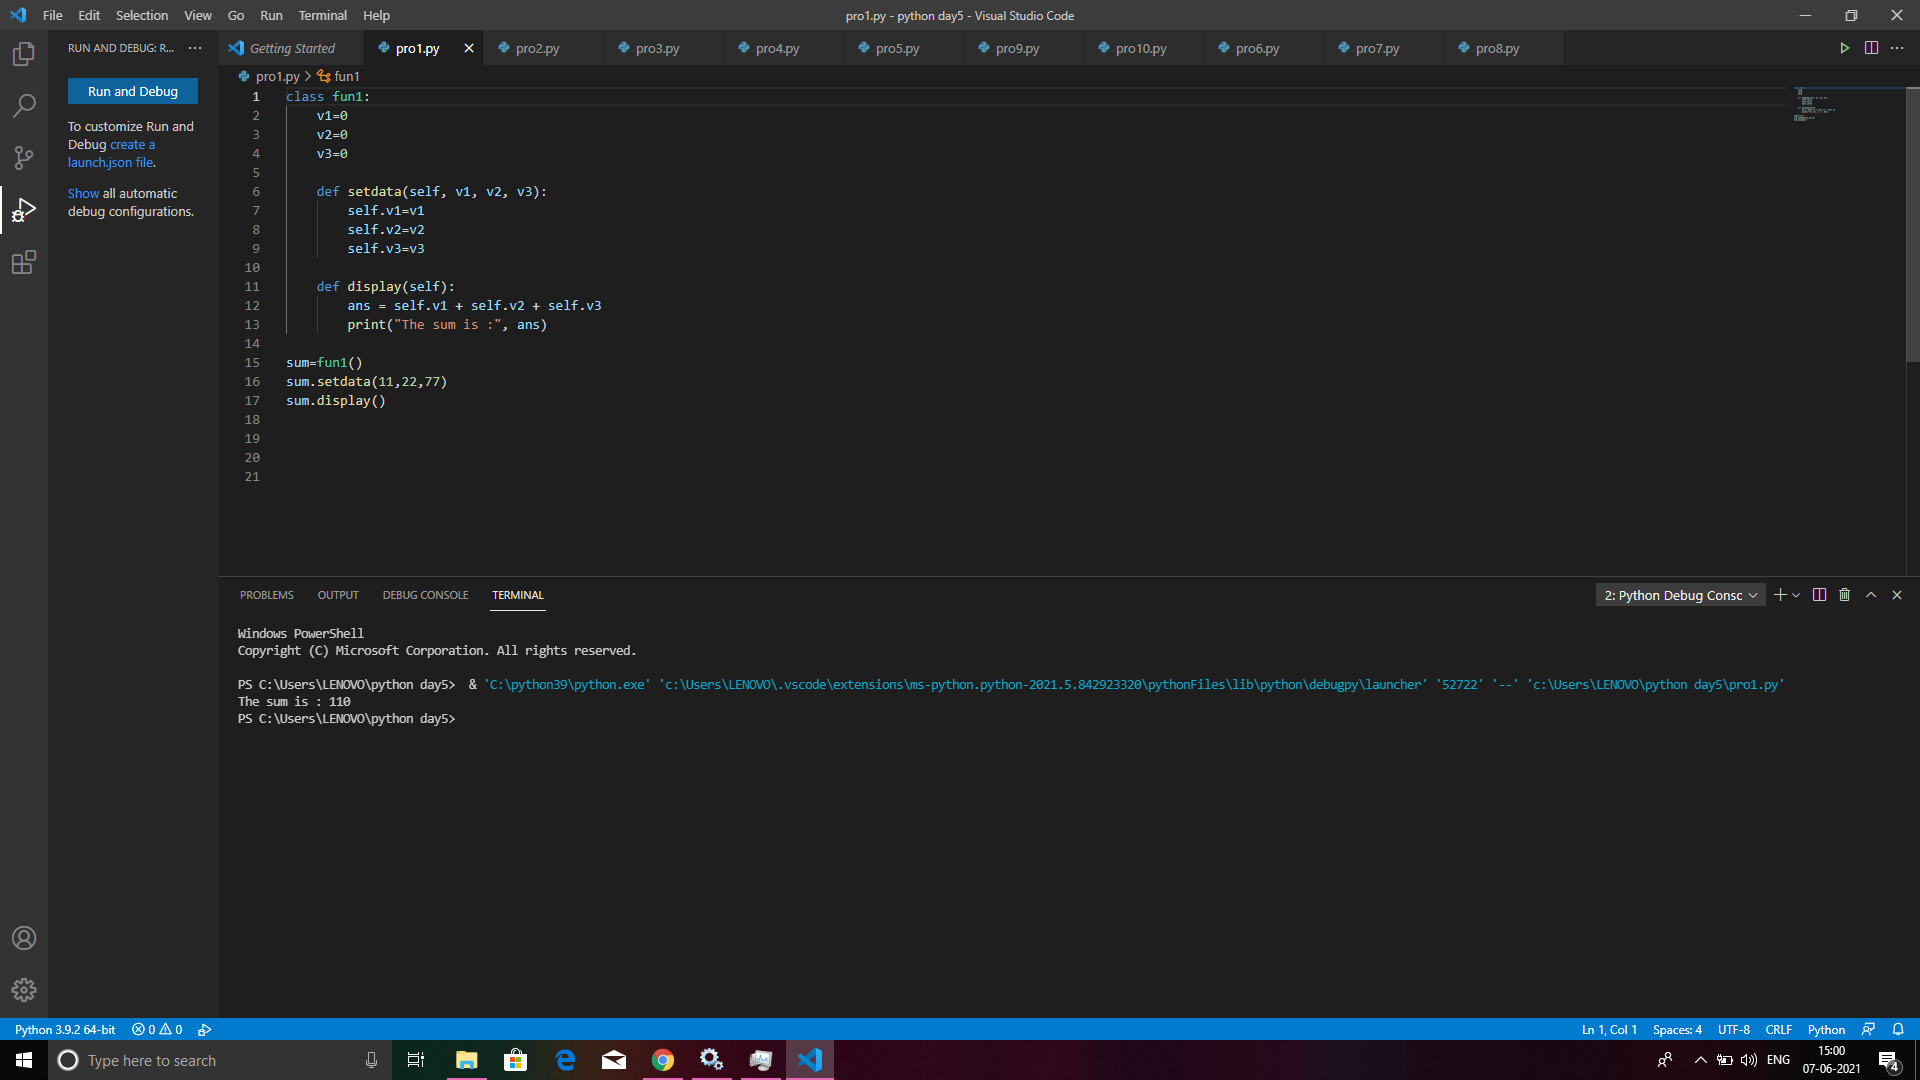 File Edit Selection View Go Run Terminal Help
pro1.py - python day5 - Visual Studio Code
RUN AND DEBUG: R...
Getting Started pro1.py pro2.py pro3.py pro4.py pro5.py pro9.py pro10.py pro6.py pro7.py pro8.py
Run and Debug
To customize Run and
Debug create a
launch.json file.
Show all automatic
debug configurations.
pro1.py > fun1
1 class fun1:
2 v1=0
3 v2=0
4 v3=0
5
6 def setdata(self, v1, v2, v3):
7 self.v1=v1
8 self.v2=v2
9 self.v3=v3
10
11 def display(self):
12 ans = self.v1 + self.v2 + self.v3
13 print("The sum is :", ans)
14
15 sum=fun1()
16 sum.setdata(11,22,77)
17 sum.display()
18
19
20
21
PROBLEMS OUTPUT DEBUG CONSOLE TERMINAL
2: Python Debug Consc
Windows PowerShell
Copyright (C) Microsoft Corporation. All rights reserved.
PS C:\Users\LENOVO\python day5>  & 'C:\python39\python.exe' 'c:\Users\LENOVO\.vscode\extensions\ms-python.python-2021.5.842923320\pythonFiles\lib\python\debugpy\launcher' '52722' '--' 'c:\Users\LENOVO\python day5\pro1.py'
The sum is : 110
PS C:\Users\LENOVO\python day5>
Python 3.9.2 64-bit 0 0
Ln 1, Col 1 Spaces: 4 UTF-8 CRLF Python
Type here to search
ENG
15:00
07-06-2021
4